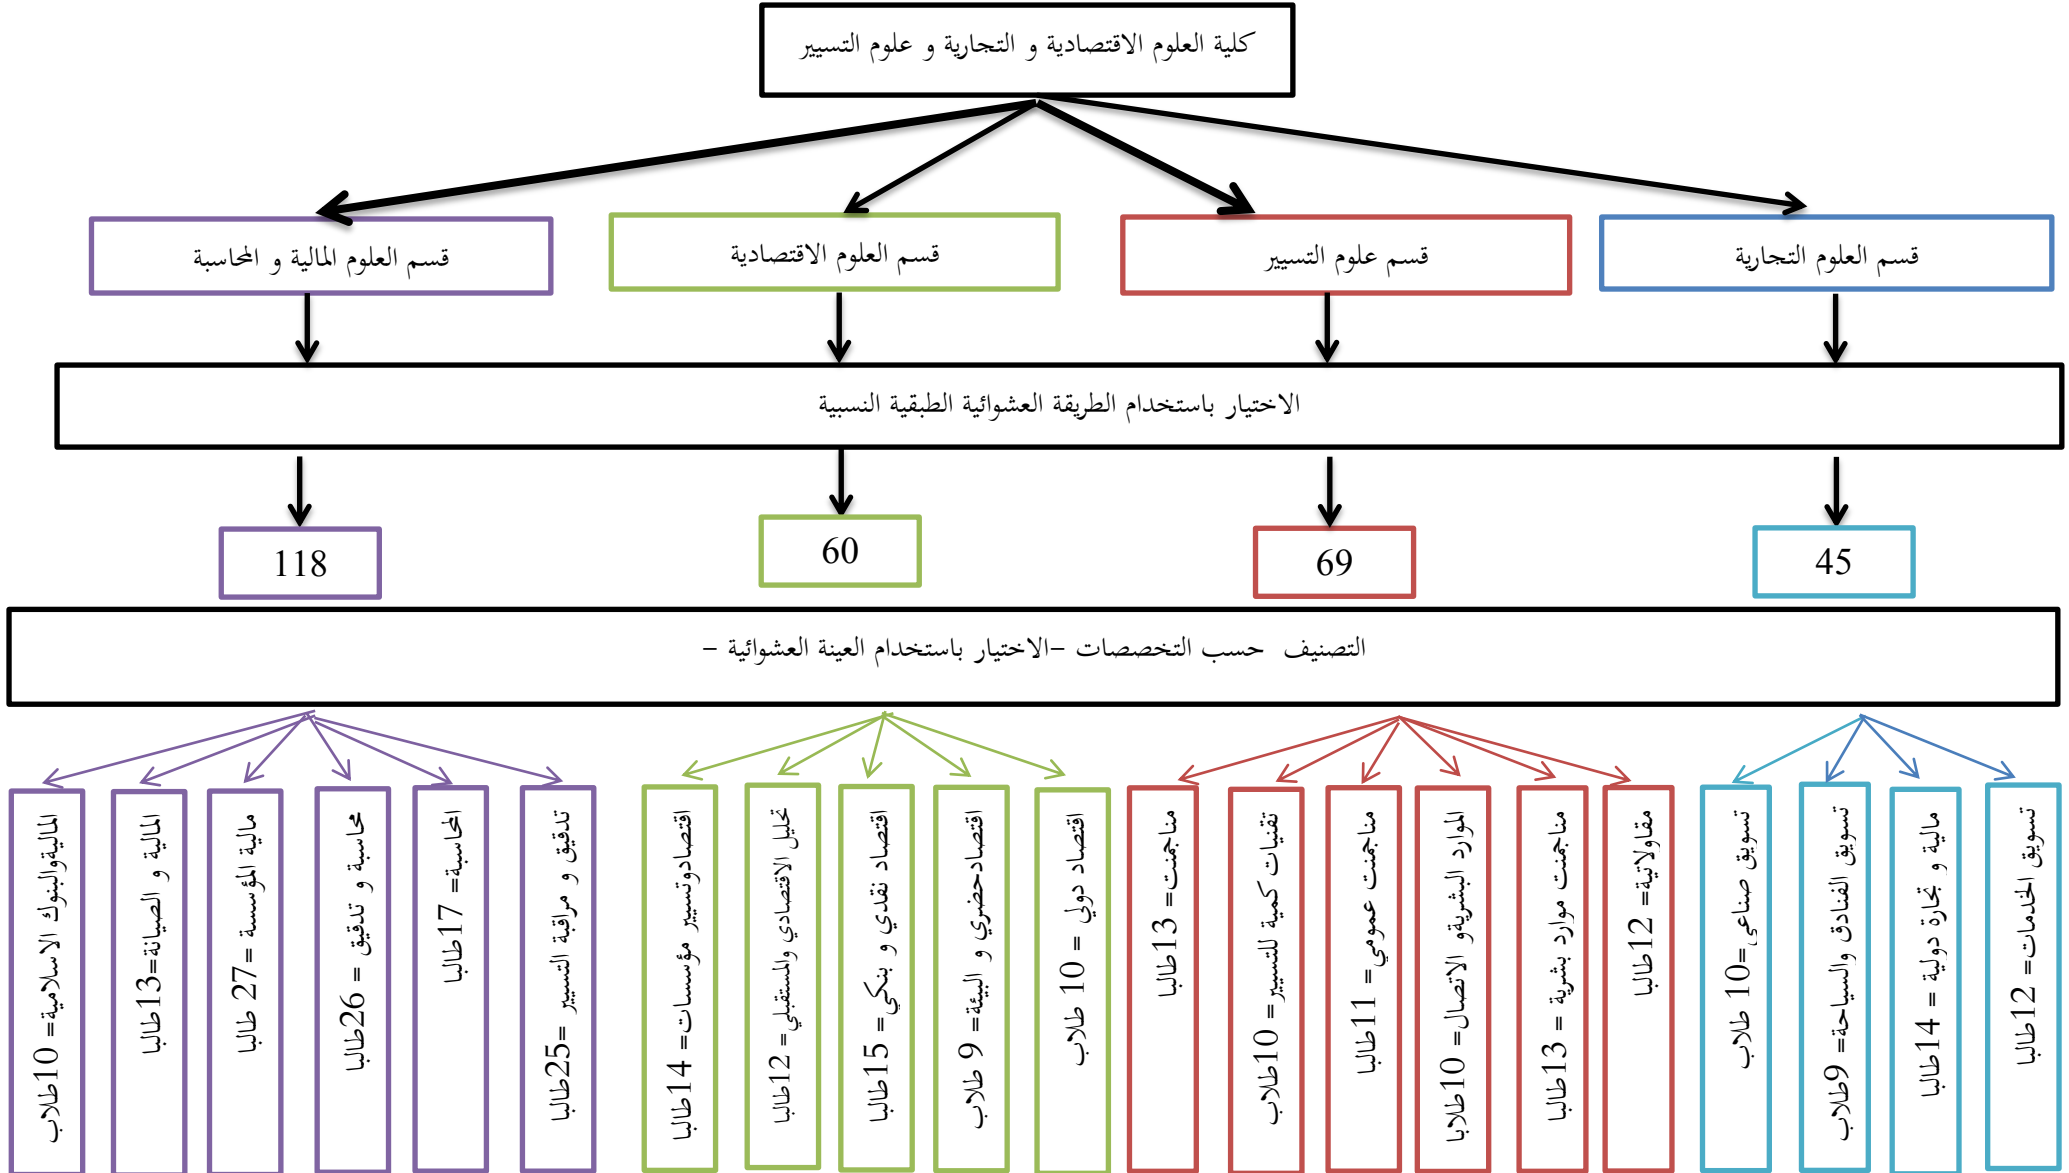 كلية العلوم الاقتصادية و التجارية و علوم التسيير
قسم العلوم التجارية
قسم علوم التسيير
قسم العلوم الاقتصادية
قسم العلوم المالية و المحاسبة
الاختيار باستخدام الطريقة العشوائية الطبقية النسبية
45
69
60
118
التصنيف حسب التخصصات –الاختيار باستخدام العينة العشوائية –
تسويق الخدمات= 12طالبا
مالية و تجارة دولية = 14طالبا
تسويق الفنادق والسياحة= 9طلاب
تسويق صناعي=10 طلاب
مقاولاتية= 12طالبا
مناجمنت موارد بشرية = 13طالبا
الموارد البشريةو الاتصال= 10طلابا
مناجمنت عمومي= 11طالبا
تقنيات كمية للتسيير= 10طلاب
مناجمنت= 13طالبا
اقتصاد دولي = 10 طلاب
اقتصادحضري و البيئة= 9 طلاب
اقتصاد نقدي و بنكي= 15طالبا
تحليل الاقتصادي والمستقبلي= 12طالبا
اقتصادوتسيير مؤسسات= 14طالبا
تدقيق و مراقبة التسيير =25طالبا
المحاسبة= 17طالبا
محاسبة و تدقيق = 26طالبا
مالية المؤسسة =27 طالبا
المالية و الصيانة=13طالبا
الماليةوالبنوك الاسلامية= 10طلاب